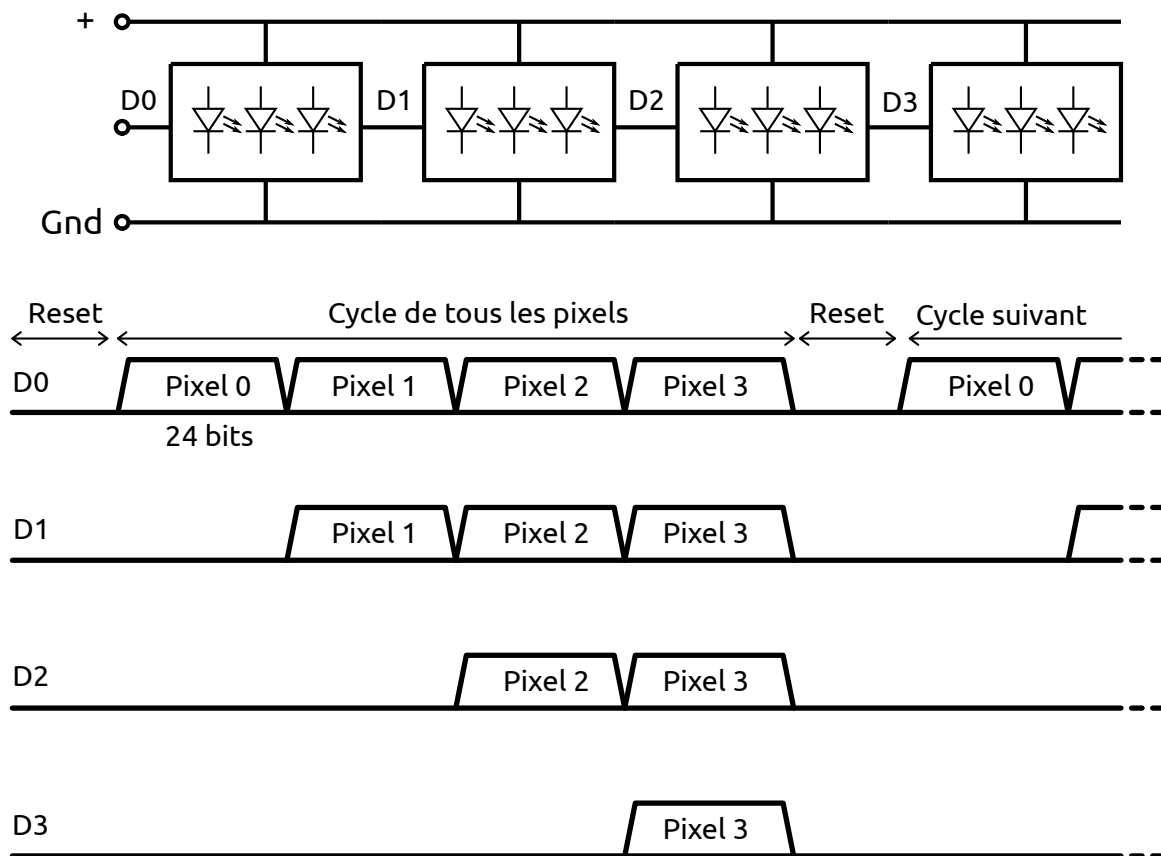 +
D0 D1 D2 D3
Gnd
Reset Cycle de tous les pixels Reset Cycle suivant
D0 Pixel 0 Pixel 1 Pixel 2 Pixel 3 Pixel 0
24 bits
D1 Pixel 1 Pixel 2 Pixel 3
D2 Pixel 2 Pixel 3
D3 Pixel 3